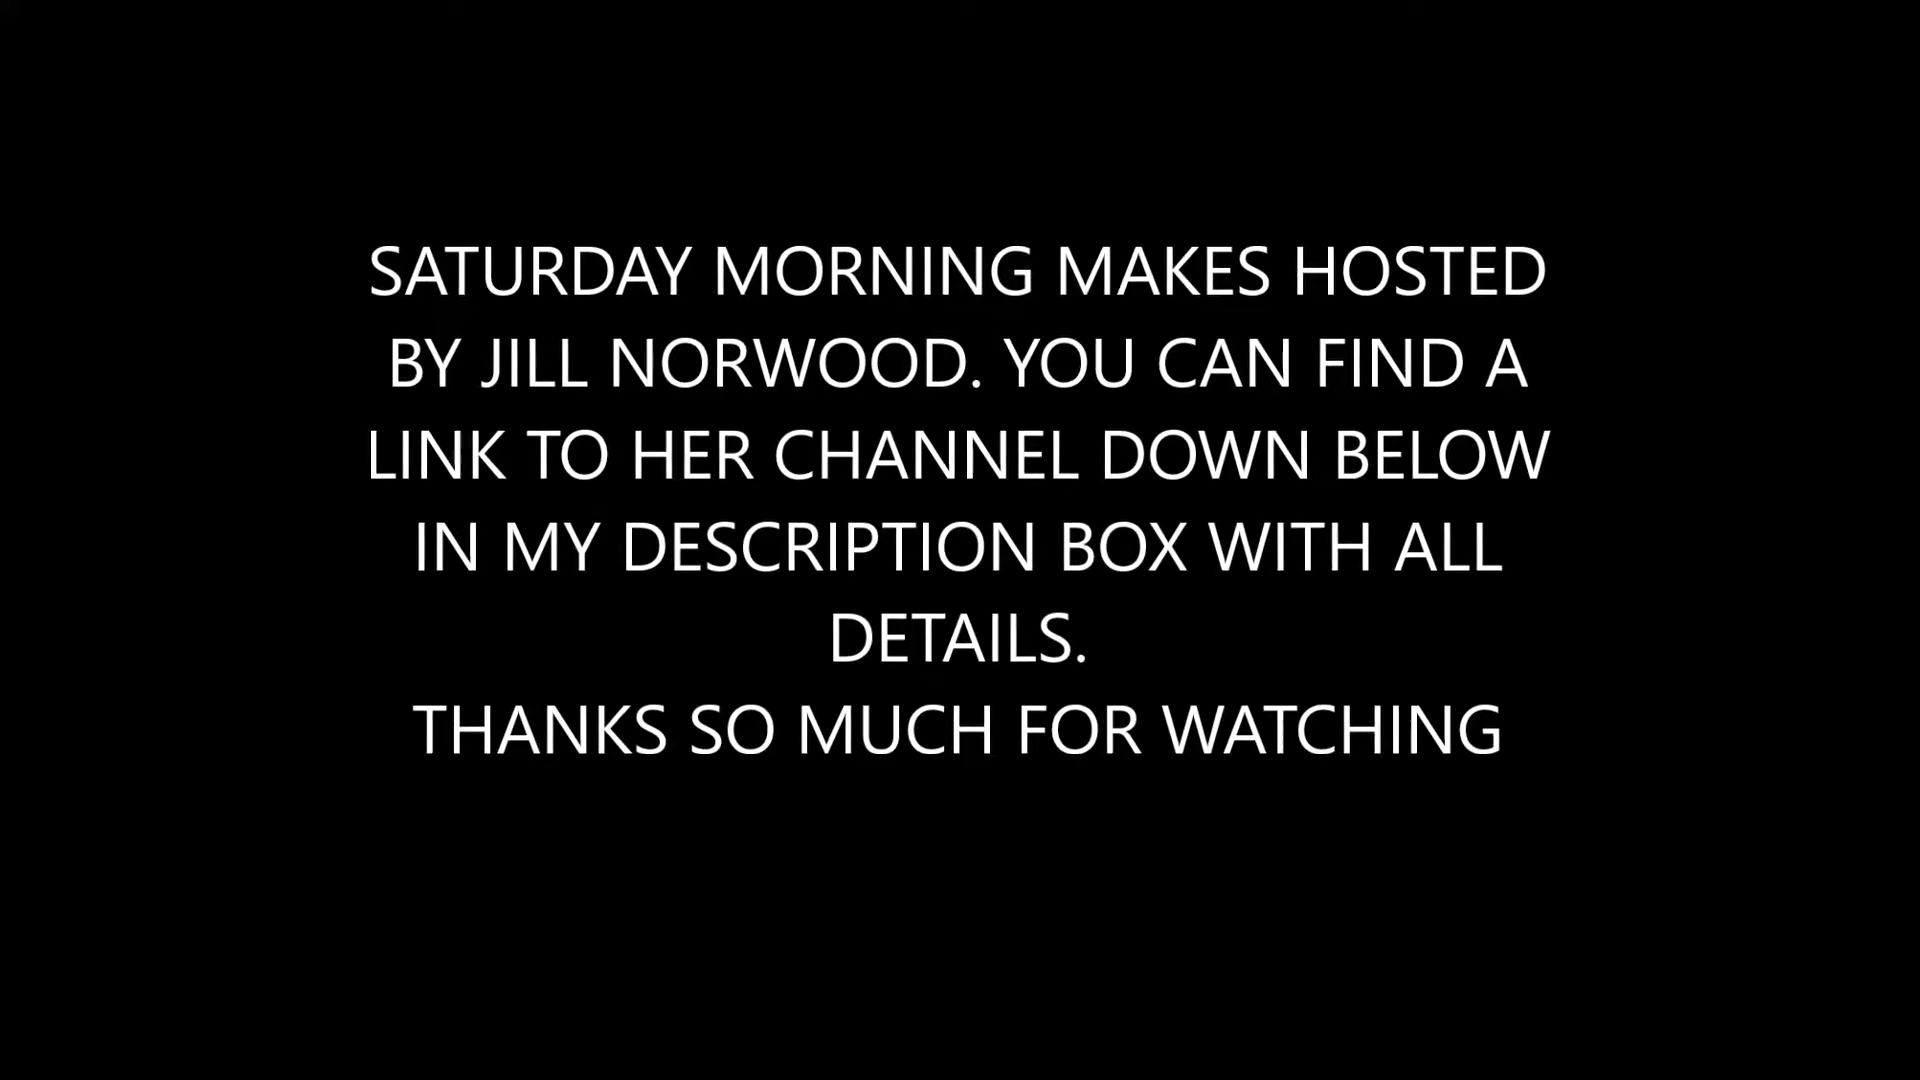 SATURDAY MORNING MAKES HOSTED
BY JILL NORWOOD. YOU CAN FIND A
LINK TO HER CHANNEL DOWN BELOW
IN MY DESCRIPTION BOX WITH ALL
DETAILS.
THANKS SO MUCH FOR WATCHING